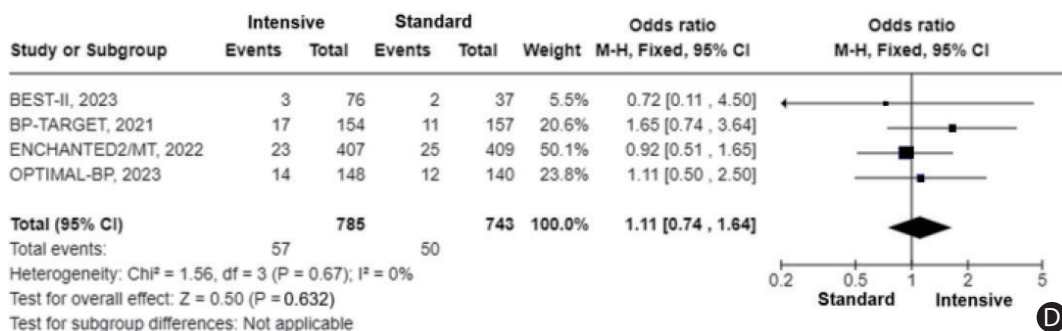 Intensive Standard Odds ratio Odds ratio
Study or Subgroup Events Total Events Total Weight M-H, Fixed, 95% CI M-H, Fixed, 95% CI
BEST-II, 2023 3 76 2 37 5.5% 0.72 [0.11 , 4.50]
BP-TARGET, 2021 17 154 11 157 20.6% 1.65 [0.74 , 3.64]
ENCHANTED2/MT, 2022 23 407 25 409 50.1% 0.92 [0.51 , 1.65]
OPTIMAL-BP, 2023 14 148 12 140 23.8% 1.11 [0.50 , 2.50]
Total (95% CI) 785 743 100.0% 1.11 [0.74 , 1.64]
Total events: 57 50
Heterogeneity: Chi² = 1.56, df = 3 (P = 0.67); I² = 0%
Test for overall effect: Z = 0.50 (P = 0.632)
Test for subgroup differences: Not applicable
0.2 0.5 1 2 5
Standard Intensive
D